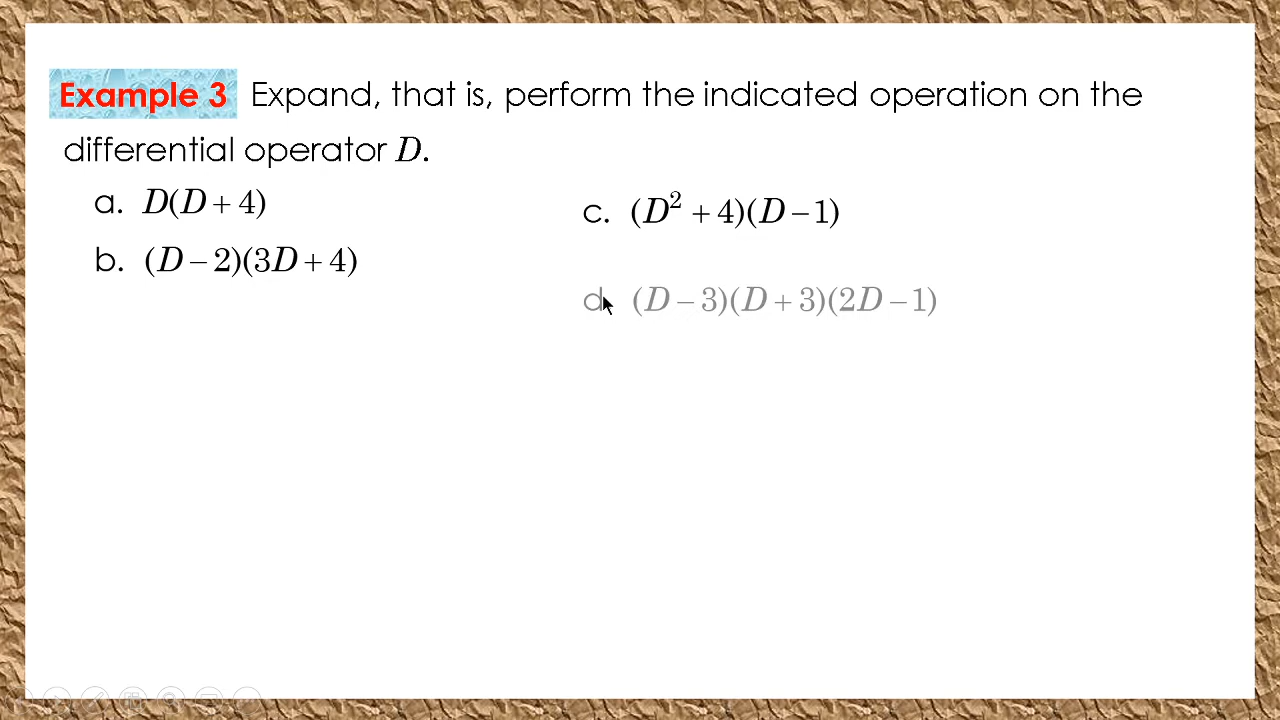 Example 3 Expand, that is, perform the indicated operation on the
differential operator D.
a. D(D + 4)
b. (D − 2)(3D + 4)
c. (D² + 4)(D − 1)
d. (D − 3)(D + 3)(2D − 1)